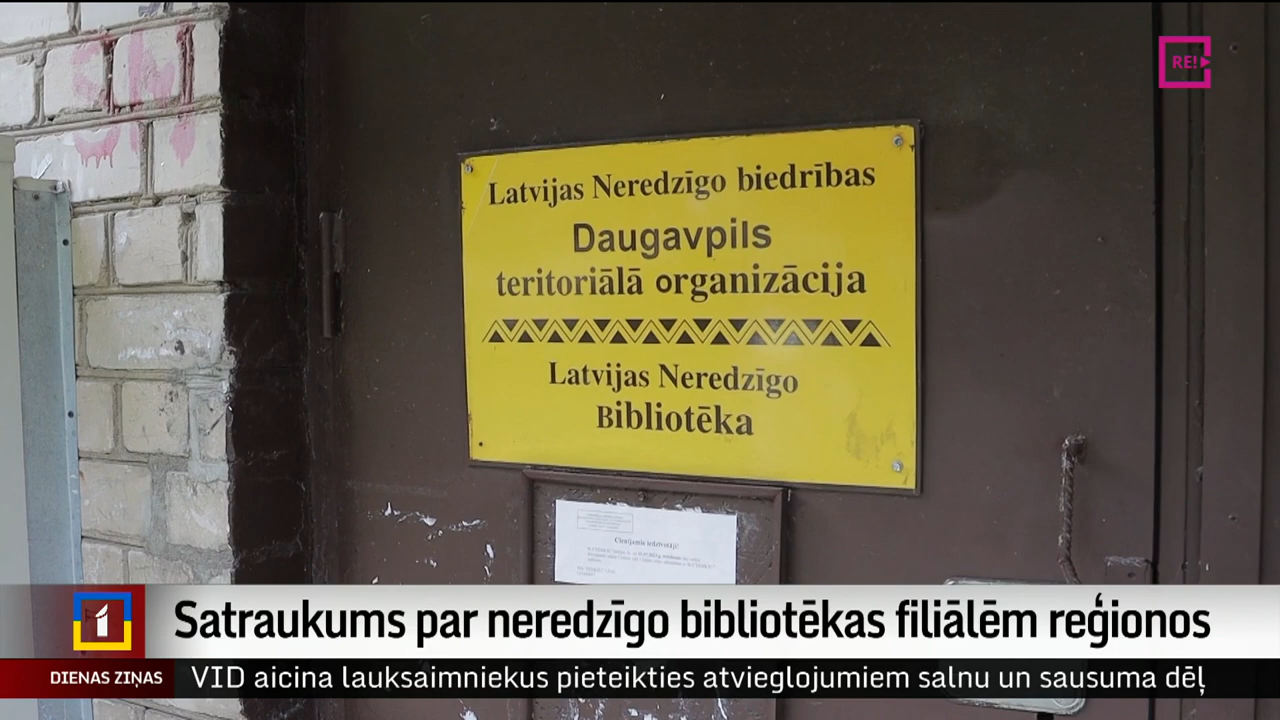 RE!
Latvijas Neredzīgo biedrības
Daugavpils
teritoriālā organizācija
Latvijas Neredzīgo
Bibliotēka
Cienījamie iedzīvotāji!
1
Satraukums par neredzīgo bibliotēkas filiālēm reģionos
DIENAS ZIŅAS
VID aicina lauksaimniekus pieteikties atvieglojumiem salnu un sausuma dēļ